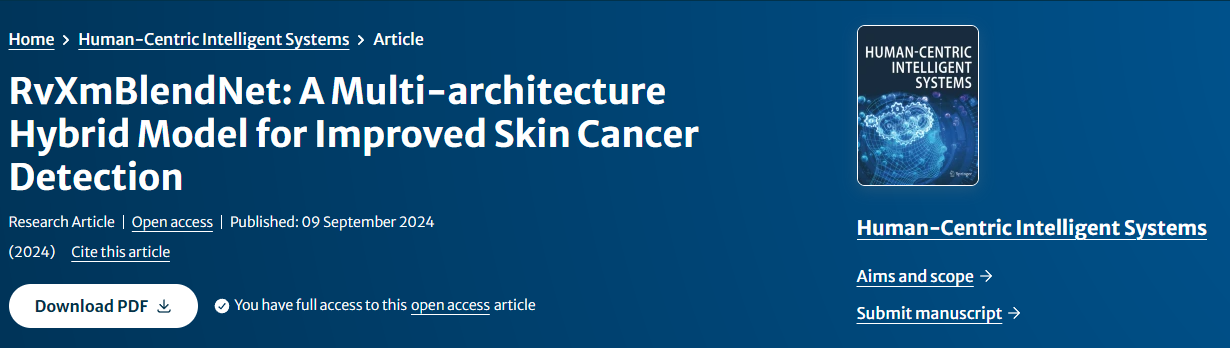 Home > Human-Centric Intelligent Systems > Article
RvXmBlendNet: A Multi-architecture
Hybrid Model for Improved Skin Cancer
Detection
Research Article | Open access | Published: 09 September 2024
(2024) Cite this article
Download PDF
You have full access to this open access article
HUMAN-CENTRIC
INTELLIGENT
SYSTEMS
Springer
Human-Centric Intelligent Systems
Aims and scope →
Submit manuscript →